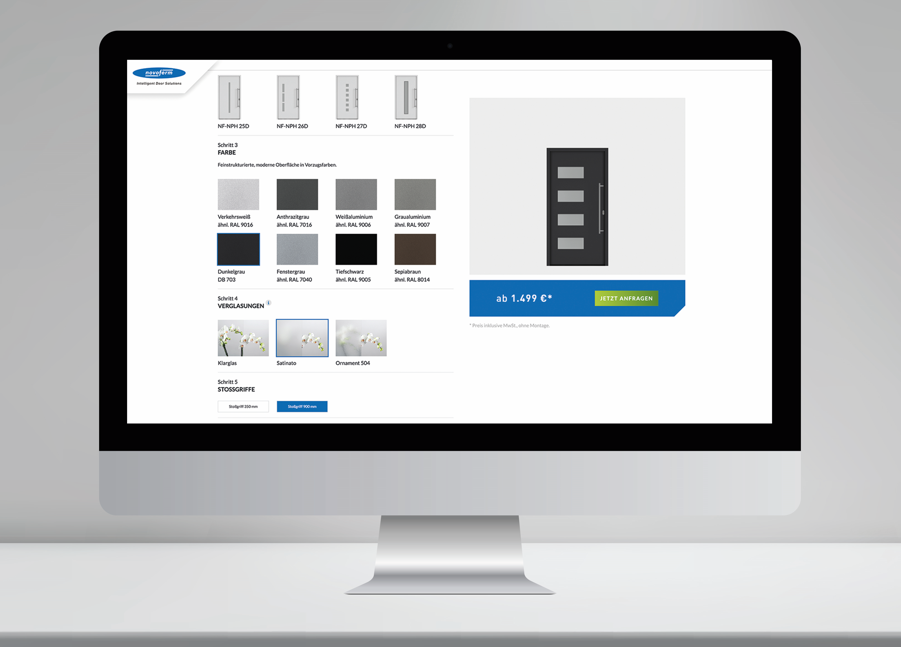 novoferm
Intelligent Door Solutions
NF-NPH 25D
NF-NPH 26D
NF-NPH 27D
NF-NPH 28D
Schritt 3
FARBE
Feinstrukturierte, moderne Oberfläche in Vorzugsfarben.
Verkehrsweiß
ähnl. RAL 9016
Anthrazitgrau
ähnl. RAL 7016
Weißaluminium
ähnl. RAL 9006
Graualuminium
ähnl. RAL 9007
Dunkelgrau
DB 703
Fenstergrau
ähnl. RAL 7040
Tiefschwarz
ähnl. RAL 9005
Sepiabraun
ähnl. RAL 8014
Schritt 4
VERGLASUNGEN i
Klarglas
Satinato
Ornament 504
Schritt 5
STOSSGRIFFE
Stoßgriff 350 mm
Stoßgriff 900 mm
ab 1.499 €*
JETZT ANFRAGEN
* Preis inklusive MwSt., ohne Montage.